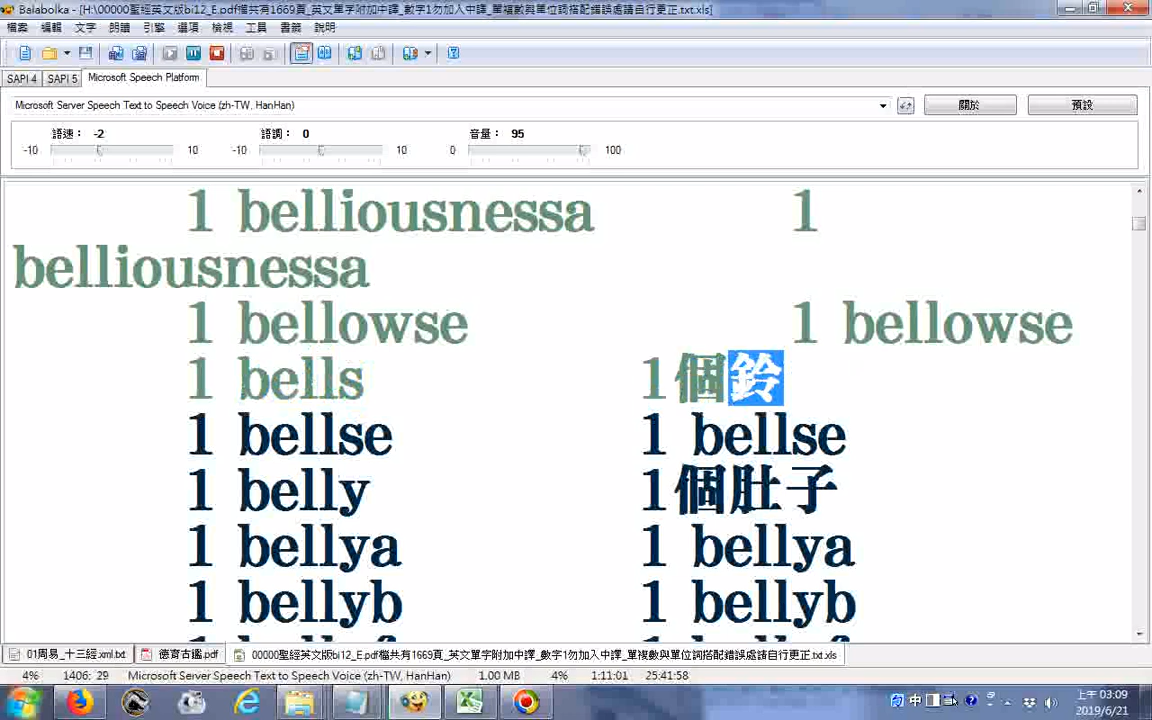 Balabolka - [H:\00000聖經英文版bi12_E.pdf檔共有1669頁_英文單字附加中譯_數字1勿加入中譯_單複數與單位詞搭配錯誤處請自行更正.txt.xls]
檔案 編輯 文字 朗讀 引擎 選項 檢視 工具 書籤 說明
SAPI 4 SAPI 5 Microsoft Speech Platform
Microsoft Server Speech Text to Speech Voice (zh-TW, HanHan) 關於 預設
語速： -2 語調： 0 音量： 95
-10 10 -10 10 0 100
1 belliousnessa 1
belliousnessa
1 bellowse 1 bellowse
1 bells 1個鈴
1 bellse 1 bellse
1 belly 1個肚子
1 bellya 1 bellya
1 bellyb 1 bellyb
01周易_十三經.xml.txt 德育古鑑.pdf 00000聖經英文版bi12_E.pdf檔共有1669頁_英文單字附加中譯_數字1勿加入中譯_單複數與單位詞搭配錯誤處請自行更正.txt.xls
4% 1406: 29 Microsoft Server Speech Text to Speech Voice (zh-TW, HanHan) 1.00 MB 4% 1:11:01 25:41:58
中 上午 03:09
2019/6/21